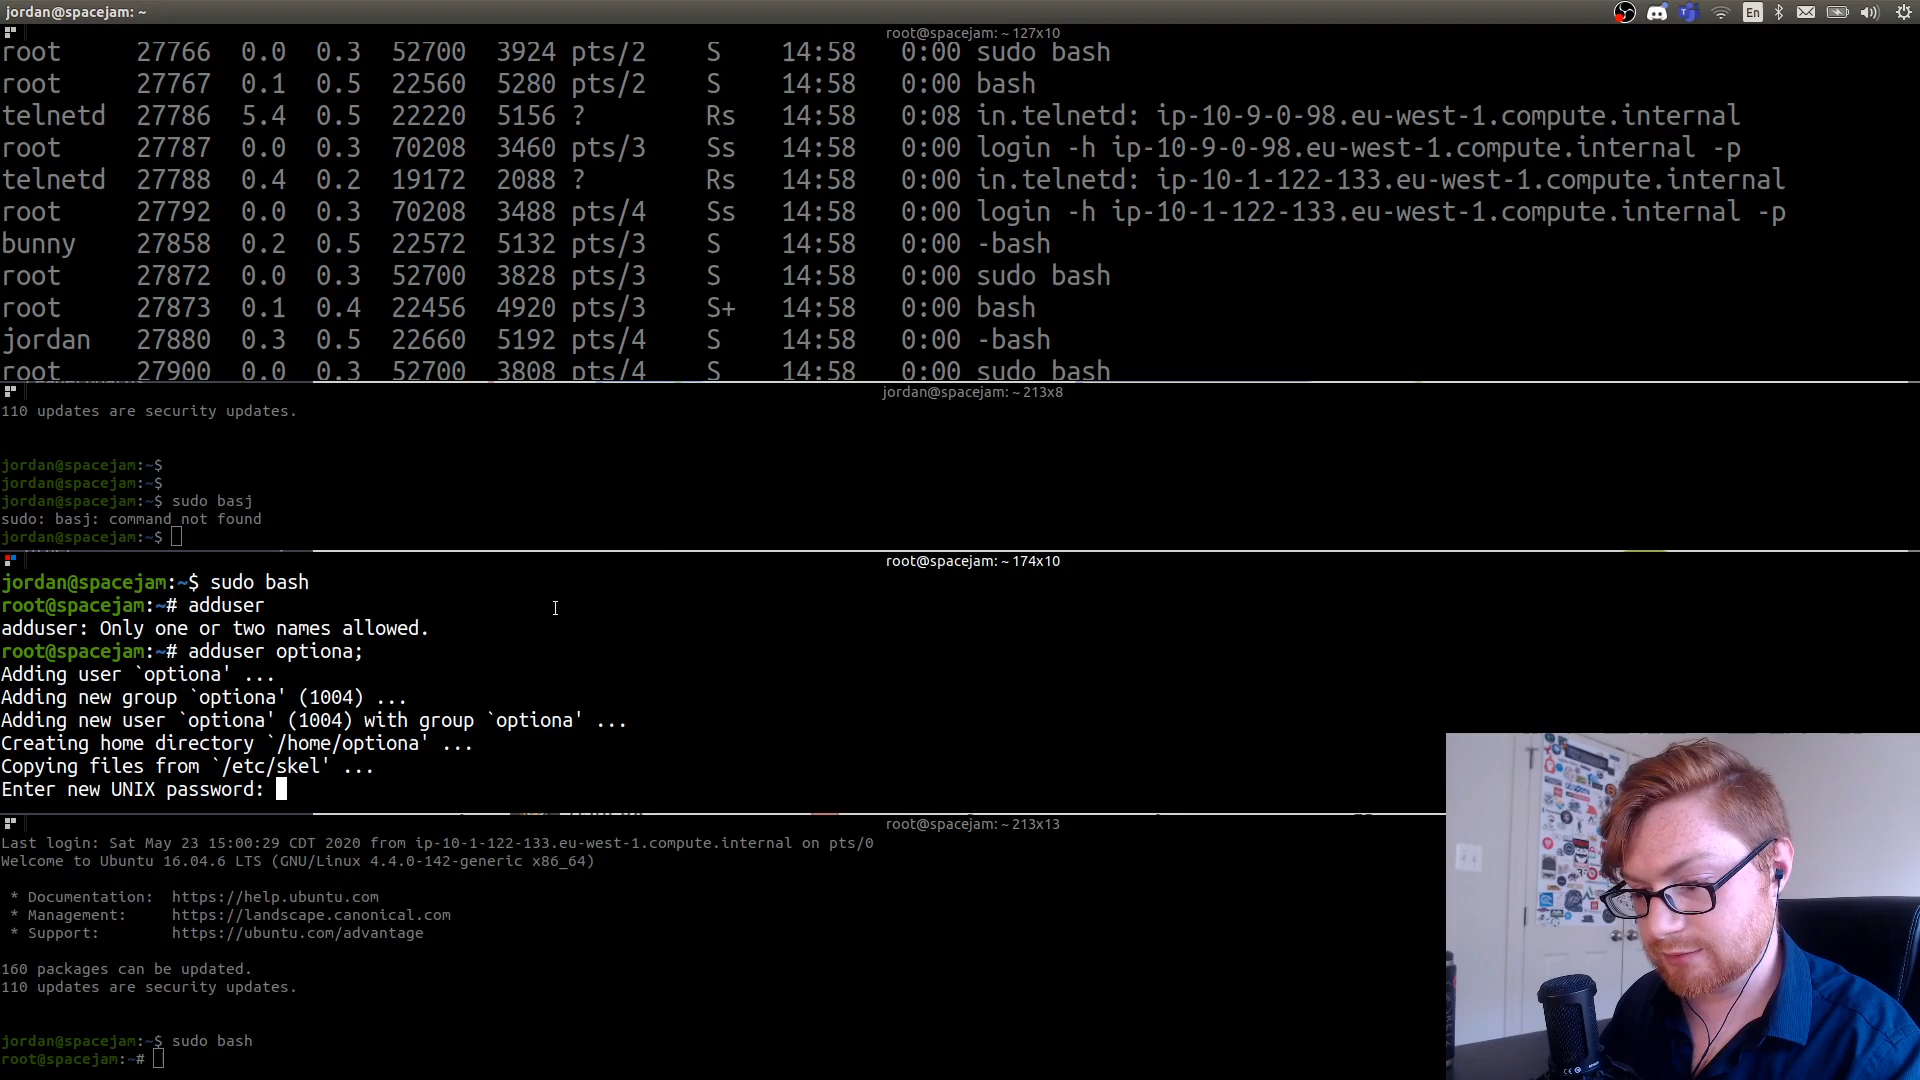 jordan@spacejam: ~
En
root@spacejam: ~ 127x10
root 27766 0.0 0.3 52700 3924 pts/2 S 14:58 0:00 sudo bash
root 27767 0.1 0.5 22560 5280 pts/2 S 14:58 0:00 bash
telnetd 27786 5.4 0.5 22220 5156 ? Rs 14:58 0:08 in.telnetd: ip-10-9-0-98.eu-west-1.compute.internal
root 27787 0.0 0.3 70208 3460 pts/3 Ss 14:58 0:00 login -h ip-10-9-0-98.eu-west-1.compute.internal -p
telnetd 27788 0.4 0.2 19172 2088 ? Rs 14:58 0:00 in.telnetd: ip-10-1-122-133.eu-west-1.compute.internal
root 27792 0.0 0.3 70208 3488 pts/4 Ss 14:58 0:00 login -h ip-10-1-122-133.eu-west-1.compute.internal -p
bunny 27858 0.2 0.5 22572 5132 pts/3 S 14:58 0:00 -bash
root 27872 0.0 0.3 52700 3828 pts/3 S 14:58 0:00 sudo bash
root 27873 0.1 0.4 22456 4920 pts/3 S+ 14:58 0:00 bash
jordan 27880 0.3 0.5 22660 5192 pts/4 S 14:58 0:00 -bash
root 27900 0.0 0.3 52700 3808 pts/4 S 14:58 0:00 sudo bash
jordan@spacejam: ~ 213x8
110 updates are security updates.
jordan@spacejam:~$
jordan@spacejam:~$
jordan@spacejam:~$ sudo basj
sudo: basj: command not found
jordan@spacejam:~$
root@spacejam: ~ 174x10
jordan@spacejam:~$ sudo bash
root@spacejam:~# adduser
adduser: Only one or two names allowed.
root@spacejam:~# adduser optiona;
Adding user `optiona' ...
Adding new group `optiona' (1004) ...
Adding new user `optiona' (1004) with group `optiona' ...
Creating home directory `/home/optiona' ...
Copying files from `/etc/skel' ...
Enter new UNIX password:
root@spacejam: ~ 213x13
Last login: Sat May 23 15:00:29 CDT 2020 from ip-10-1-122-133.eu-west-1.compute.internal on pts/0
Welcome to Ubuntu 16.04.6 LTS (GNU/Linux 4.4.0-142-generic x86_64)
* Documentation: https://help.ubuntu.com
* Management: https://landscape.canonical.com
* Support: https://ubuntu.com/advantage
160 packages can be updated.
110 updates are security updates.
jordan@spacejam:~$ sudo bash
root@spacejam:~#